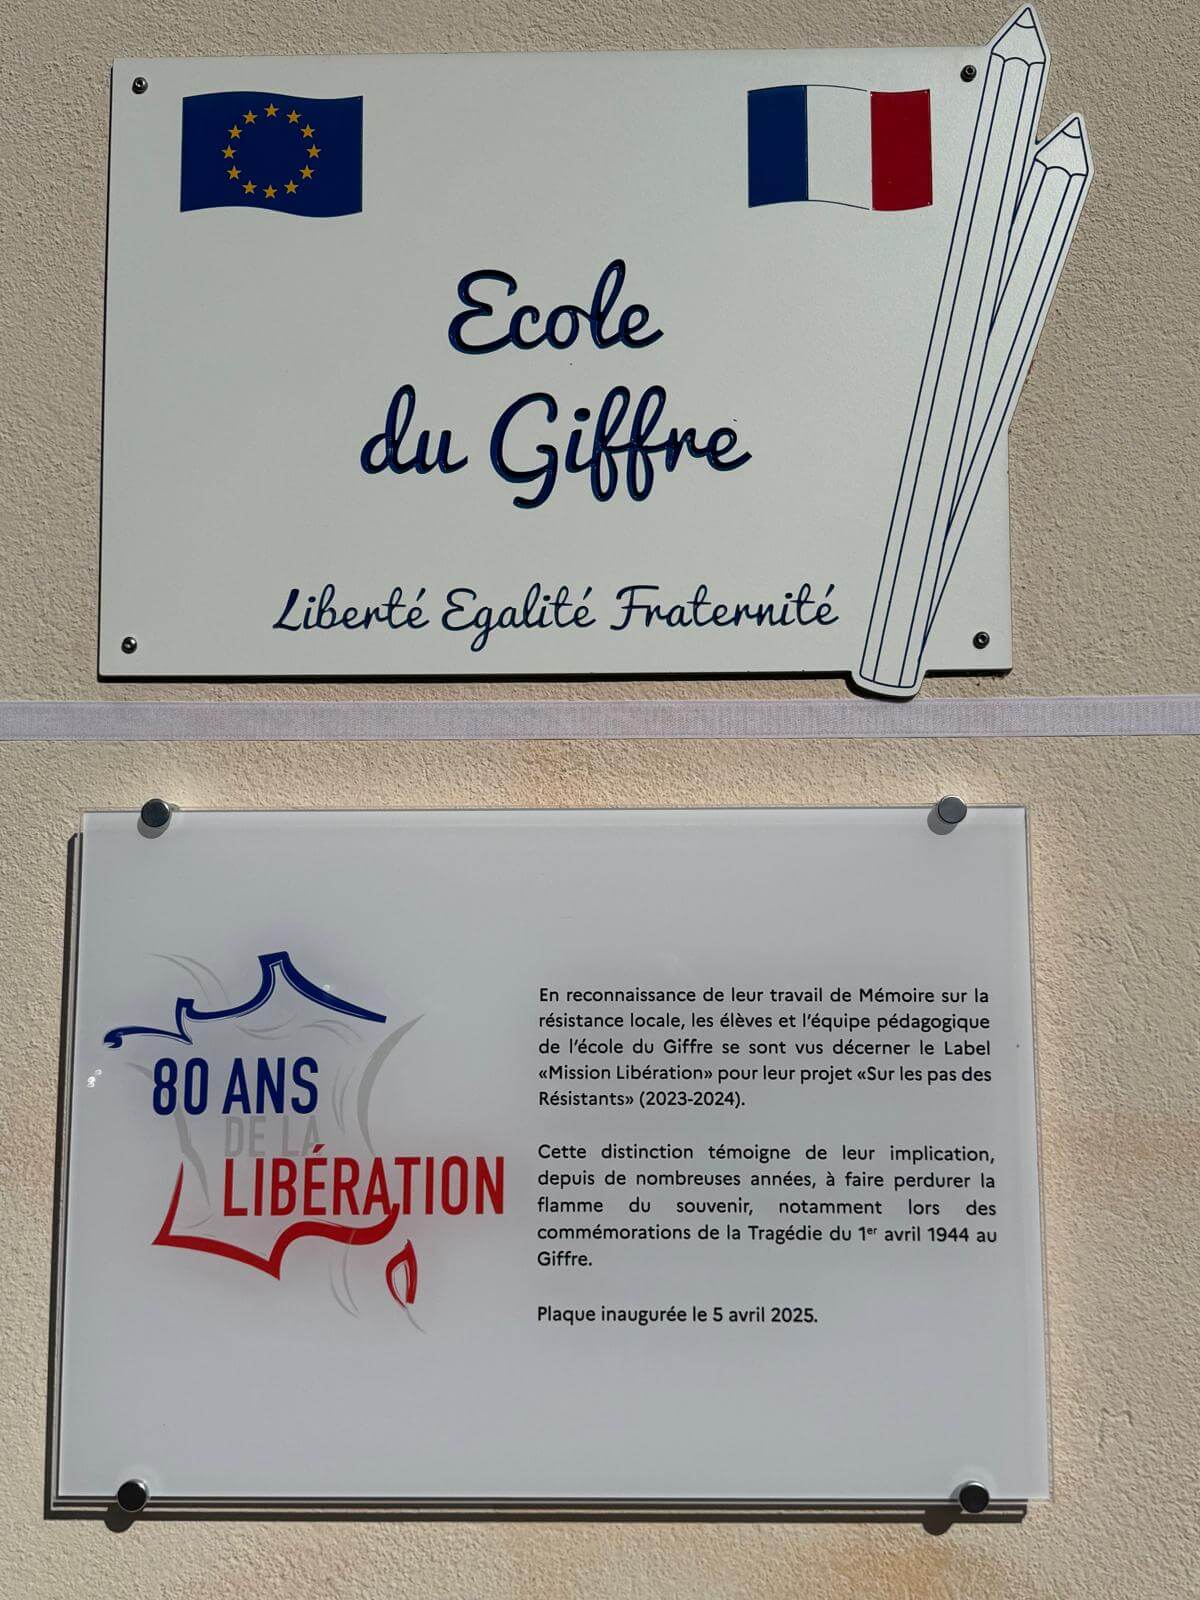 Ecole
du Giffre
Liberté Egalité Fraternité
80 ANS
DE LA
LIBÉRATION
En reconnaissance de leur travail de Mémoire sur la
résistance locale, les élèves et l'équipe pédagogique
de l'école du Giffre se sont vus décerner le Label
«Mission Libération» pour leur projet «Sur les pas des
Résistants» (2023-2024).
Cette distinction témoigne de leur implication,
depuis de nombreuses années, à faire perdurer la
flamme du souvenir, notamment lors des
commémorations de la Tragédie du 1er avril 1944 au
Giffre.
Plaque inaugurée le 5 avril 2025.